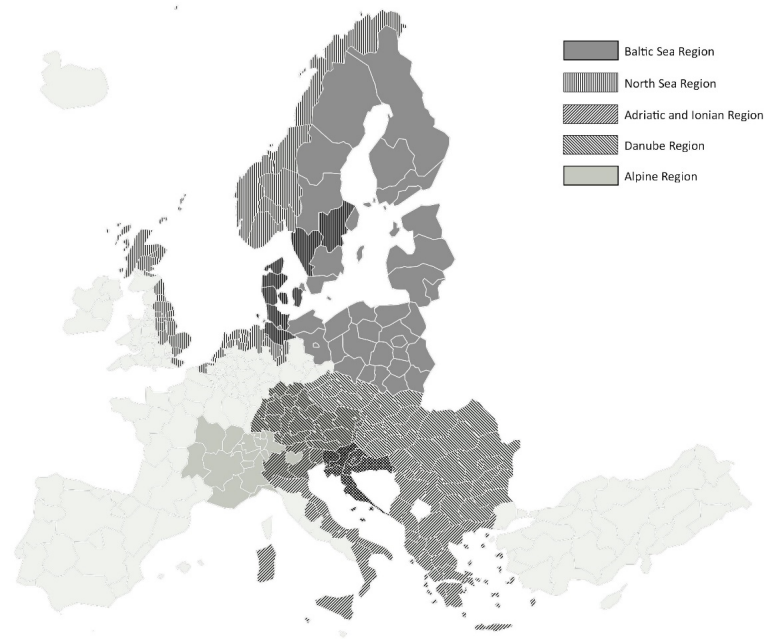 Baltic Sea Region
North Sea Region
Adriatic and Ionian Region
Danube Region
Alpine Region